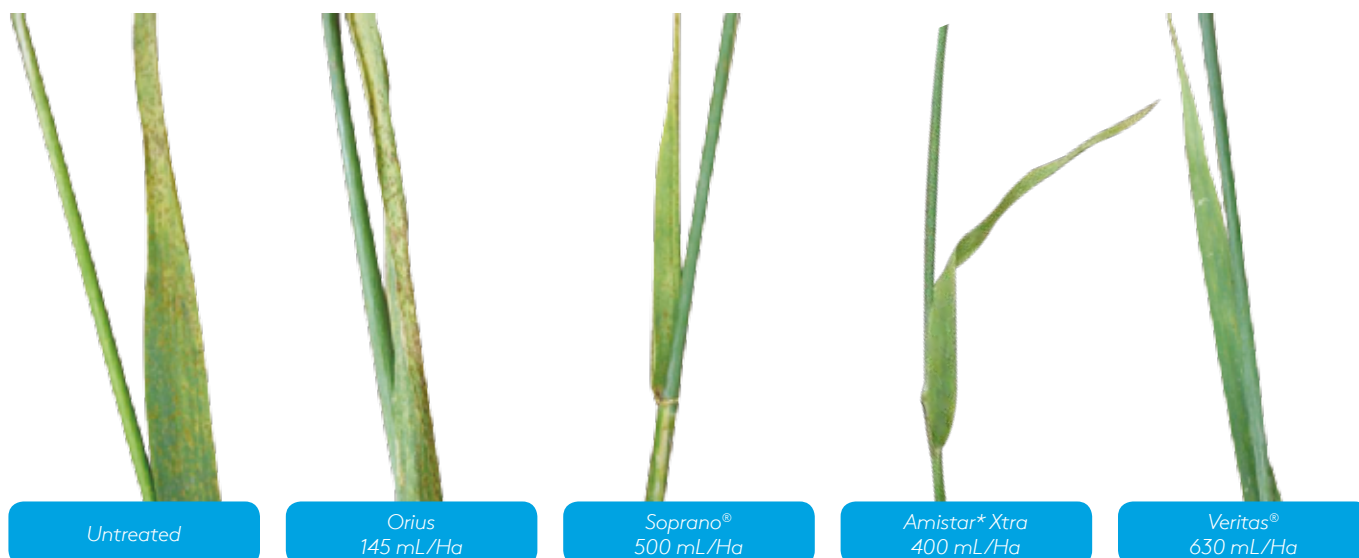 Untreated
Orius
145 mL/Ha
Soprano®
500 mL/Ha
Amistar* Xtra
400 mL/Ha
Veritas®
630 mL/Ha